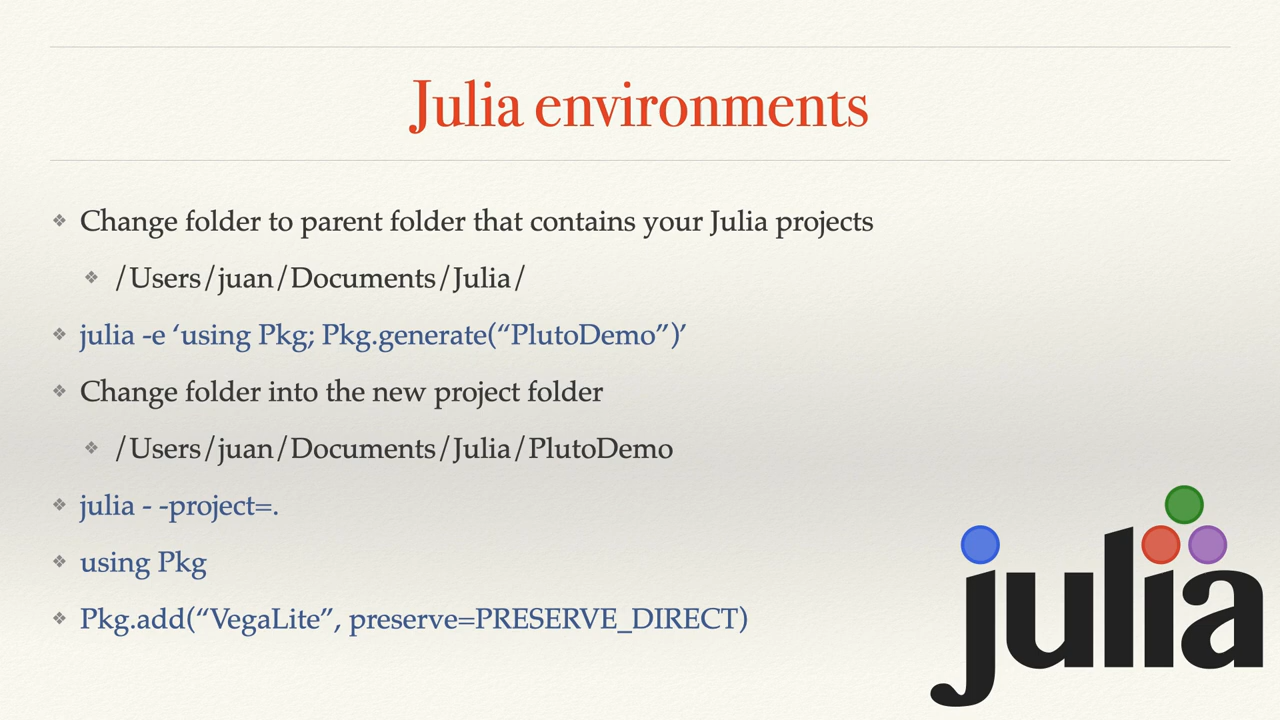 Julia environments
Change folder to parent folder that contains your Julia projects
/Users/juan/Documents/Julia/
julia -e ‘using Pkg; Pkg.generate(“PlutoDemo”)’
Change folder into the new project folder
/Users/juan/Documents/Julia/PlutoDemo
julia - -project=.
using Pkg
Pkg.add(“VegaLite”, preserve=PRESERVE_DIRECT)
julia